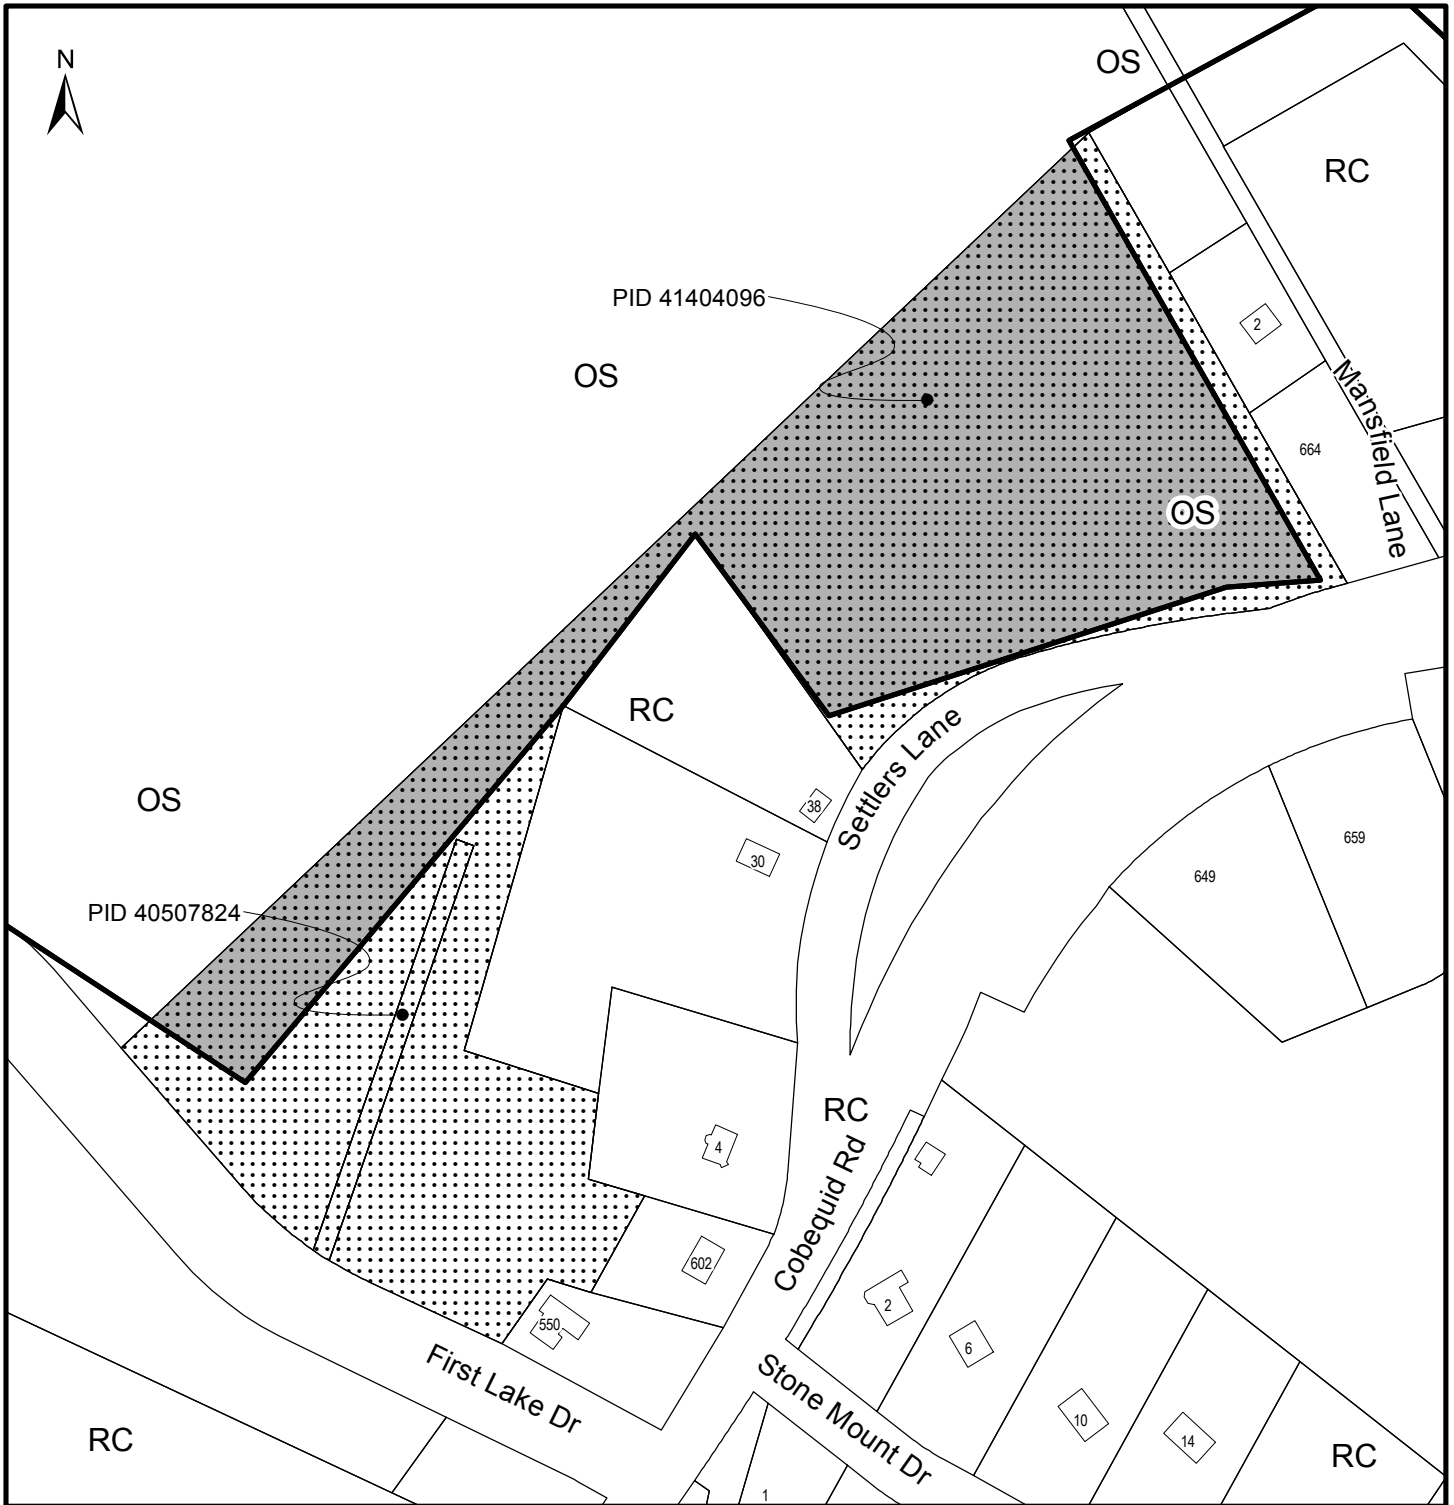 N
OS
RC
PID 41404096
2
OS
Mansfield Lane
664
OS
RC
Settlers Lane
OS
38
659
30
649
PID 40507824
RC
4
Cobequid Rd
602
2
550
6
First Lake Dr
Stone Mount Dr
10
RC
14
RC
1